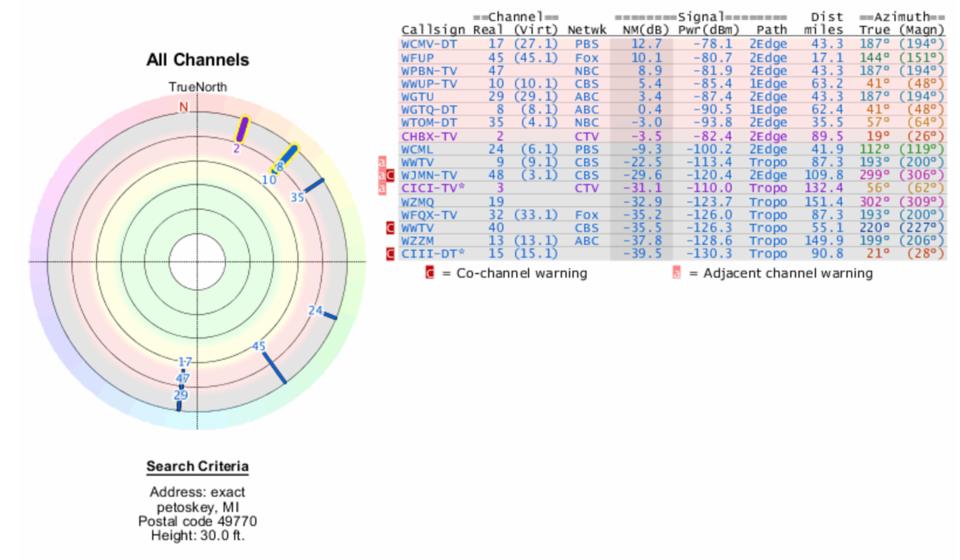 ==Channel== =======Signal======= Dist ==Azimuth==
Callsign Real (Virt) Netwk NM(dB) Pwr(dBm) Path miles True (Magn)
WCMV-DT 17 (27.1) PBS 12.7 -78.1 2Edge 43.3 187° (194°)
WFUP 45 (45.1) Fox 10.1 -80.7 2Edge 17.1 144° (151°)
WPBN-TV 47 NBC 8.9 -81.9 2Edge 43.3 187° (194°)
WWUP-TV 10 (10.1) CBS 5.4 -85.4 1Edge 63.2 41° (48°)
WGTU 29 (29.1) ABC 3.4 -87.4 2Edge 43.3 187° (194°)
WGTQ-DT 8 (8.1) ABC 0.4 -90.5 1Edge 62.4 41° (48°)
WTOM-DT 35 (4.1) NBC -3.0 -93.8 2Edge 35.5 57° (64°)
CHBX-TV 2 CTV -3.5 -82.4 2Edge 89.5 19° (26°)
WCML 24 (6.1) PBS -9.3 -100.2 2Edge 41.9 112° (119°)
a WWTV 9 (9.1) CBS -22.5 -113.4 Tropo 87.3 193° (200°)
a C WJMN-TV 48 (3.1) CBS -29.6 -120.4 2Edge 109.8 299° (306°)
a CICI-TV* 3 CTV -31.1 -110.0 Tropo 132.4 56° (62°)
WZMQ 19 -32.9 -123.7 Tropo 151.4 302° (309°)
WFQX-TV 32 (33.1) Fox -35.2 -126.0 Tropo 87.3 193° (200°)
C WWTV 40 CBS -35.5 -126.3 Tropo 55.1 220° (227°)
WZZM 13 (13.1) ABC -37.8 -128.6 Tropo 149.9 199° (206°)
C CIII-DT* 15 (15.1) -39.5 -130.3 Tropo 90.8 21° (28°)
C = Co-channel warning a = Adjacent channel warning
All Channels
TrueNorth
N
2
8
10
35
24
45
17
47
29
Search Criteria
Address: exact
petoskey, MI
Postal code 49770
Height: 30.0 ft.